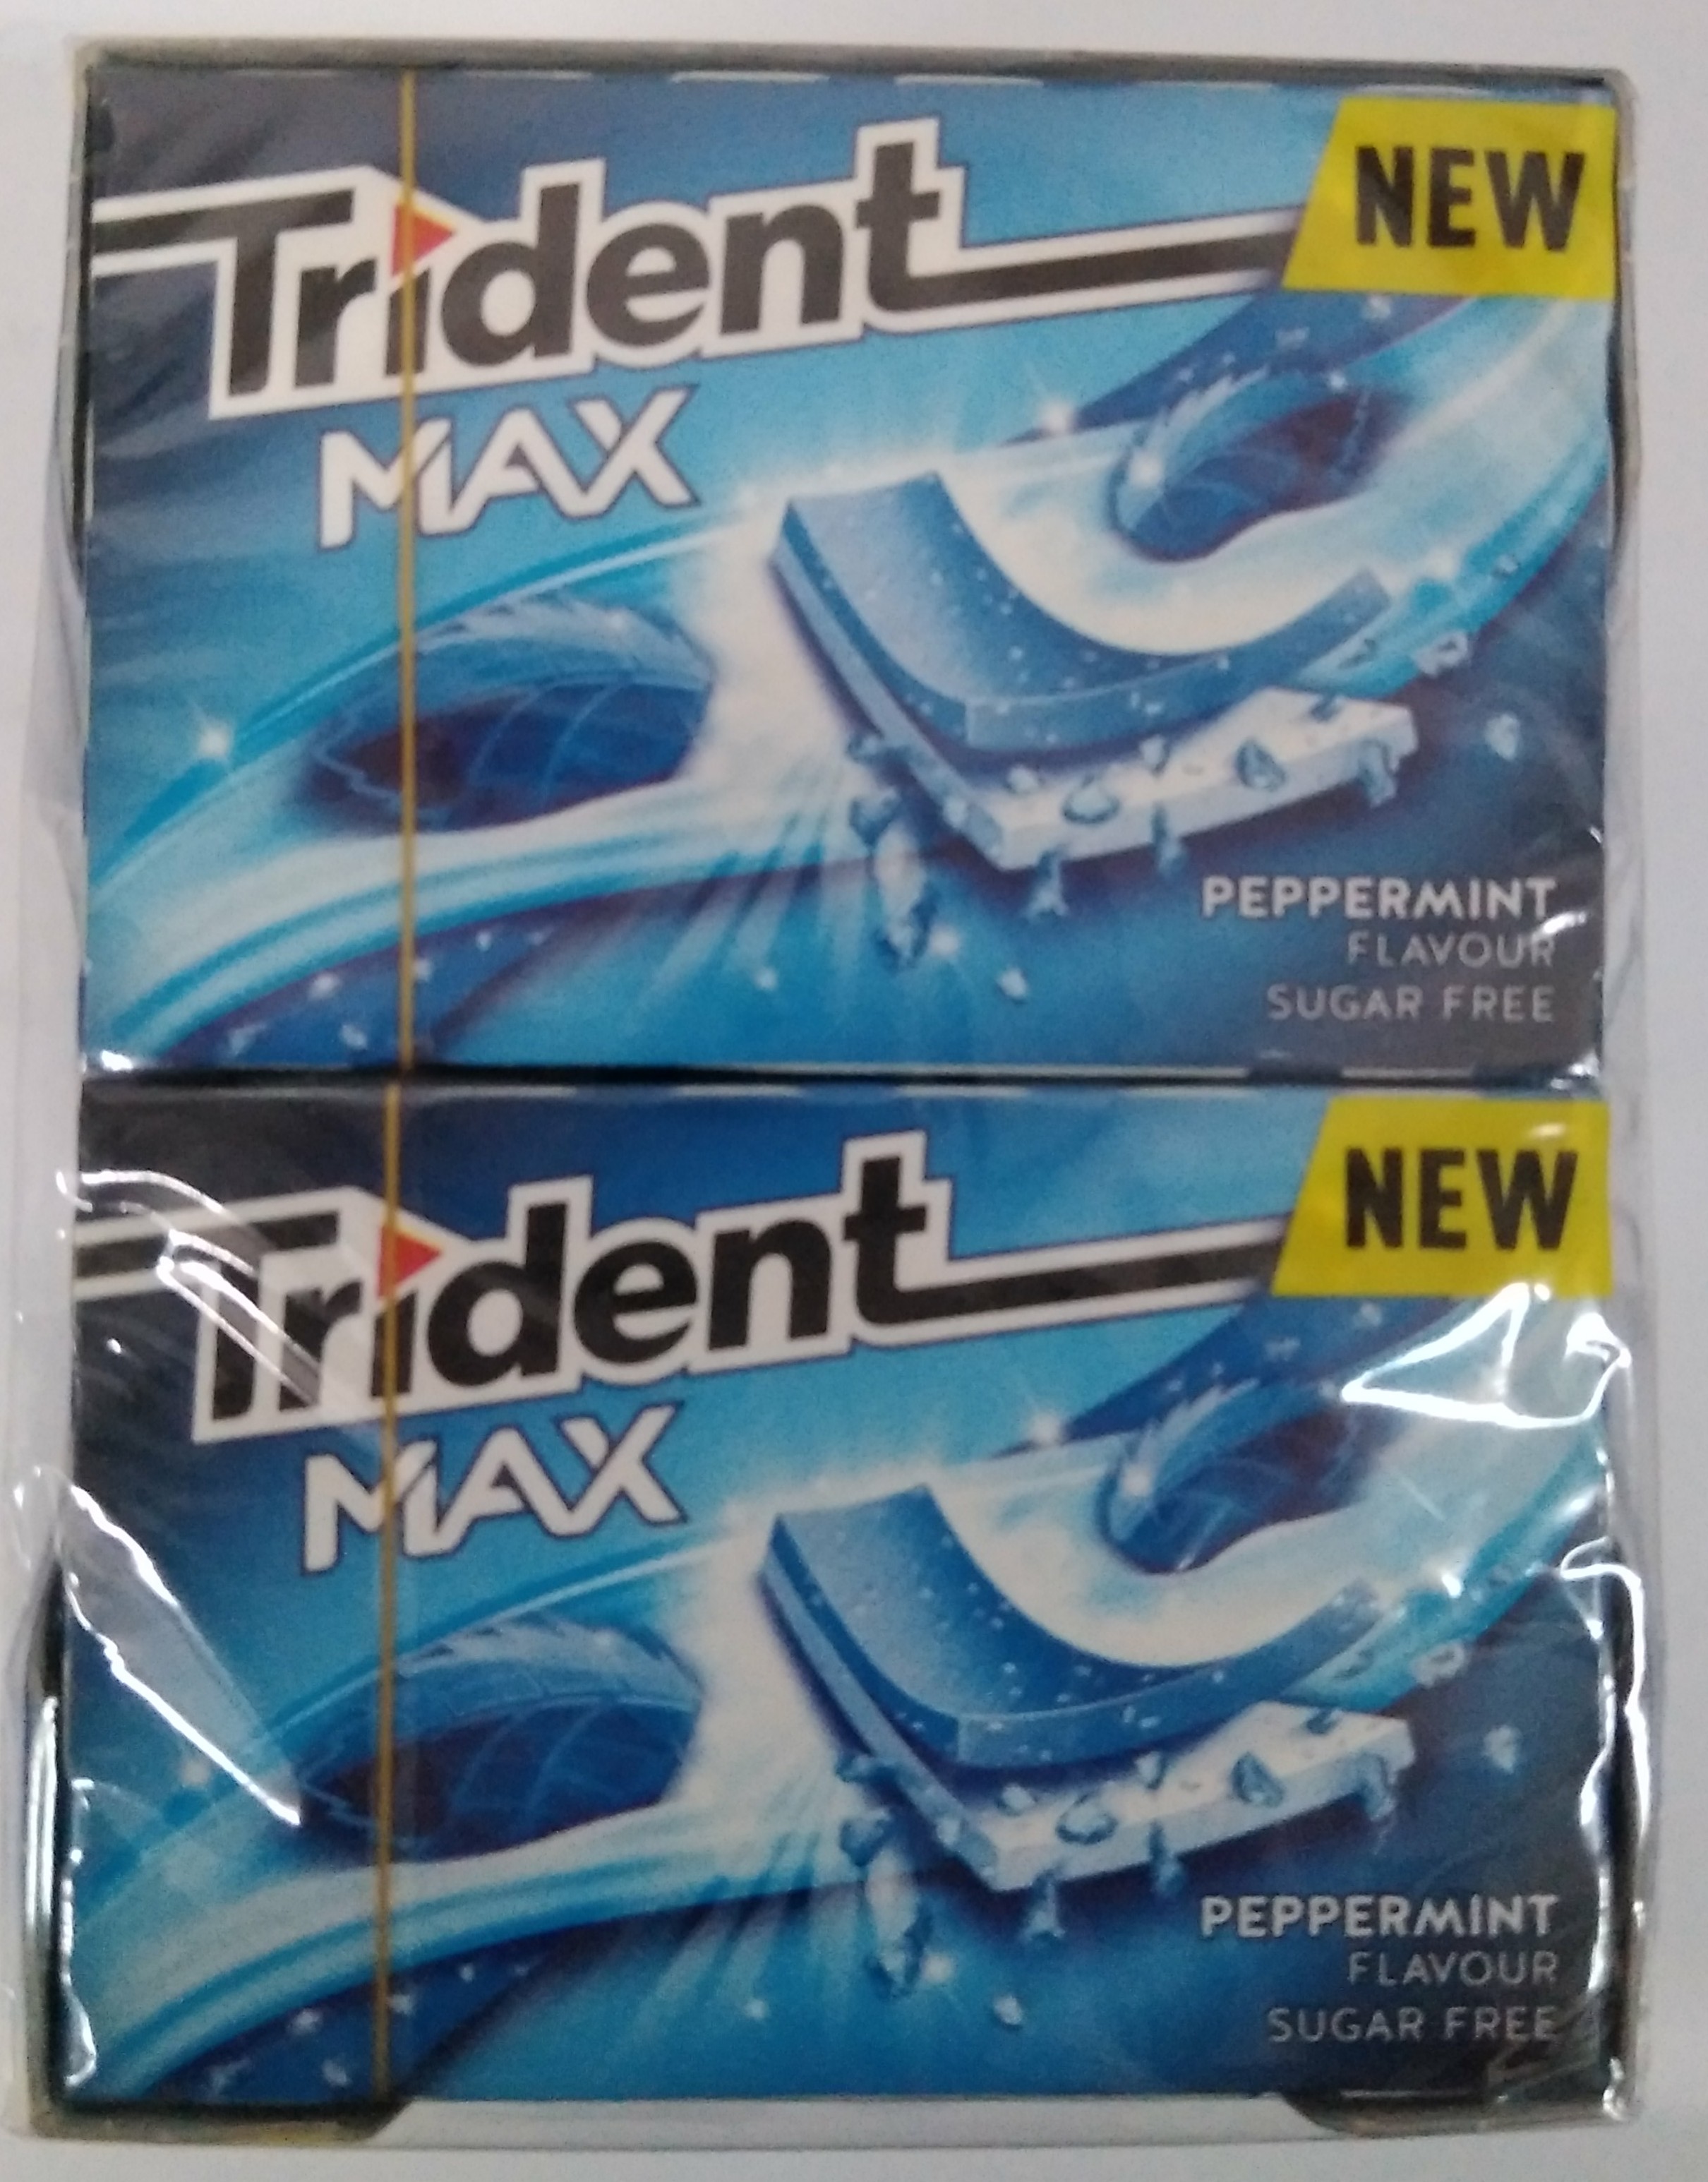 NEW
Trident
MAX
PEPPERMINT
FLAVOUR
SUGAR FREE
NEW
Trident
MAX
PEPPERMINT
FLAVOUR
SUGAR FREE